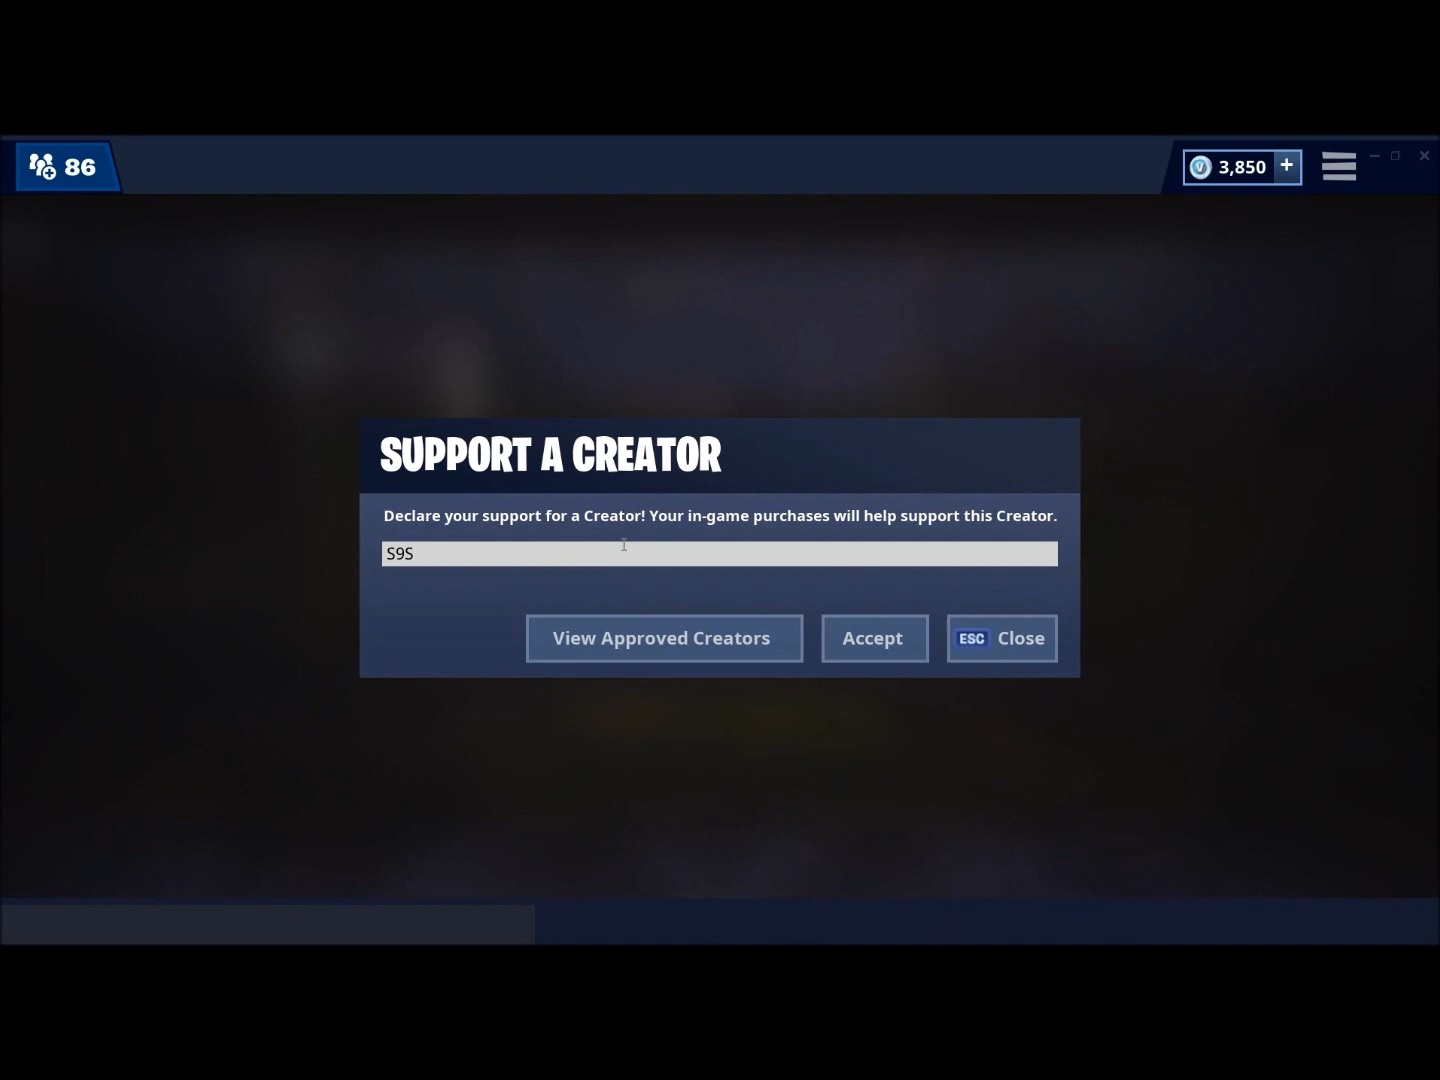 86
3,850 +
SUPPORT A CREATOR
Declare your support for a Creator! Your in-game purchases will help support this Creator.
S9S
View Approved Creators
Accept
ESC Close